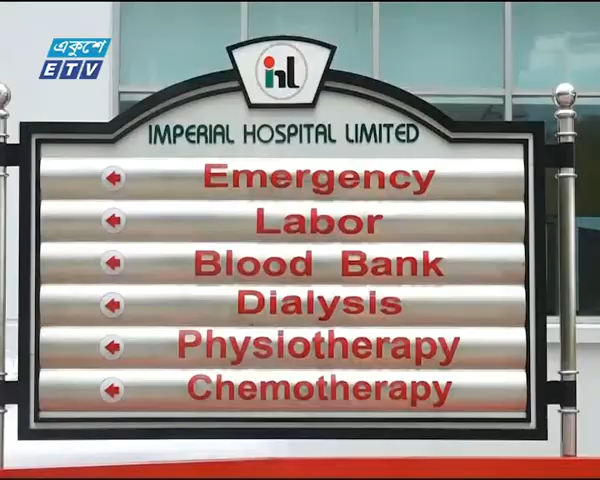 একুশে
ETV
ihl
IMPERIAL HOSPITAL LIMITED
Emergency
Labor
Blood Bank
Dialysis
Physiotherapy
Chemotherapy